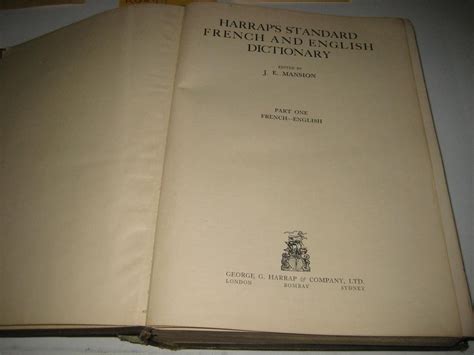 HARRAP'S STANDARD
FRENCH AND ENGLISH
DICTIONARY
EDITED BY
J. E. MANSION
PART ONE
FRENCH-ENGLISH
GEORGE G. HARRAP & COMPANY, LTD.
LONDON BOMBAY SYDNEY